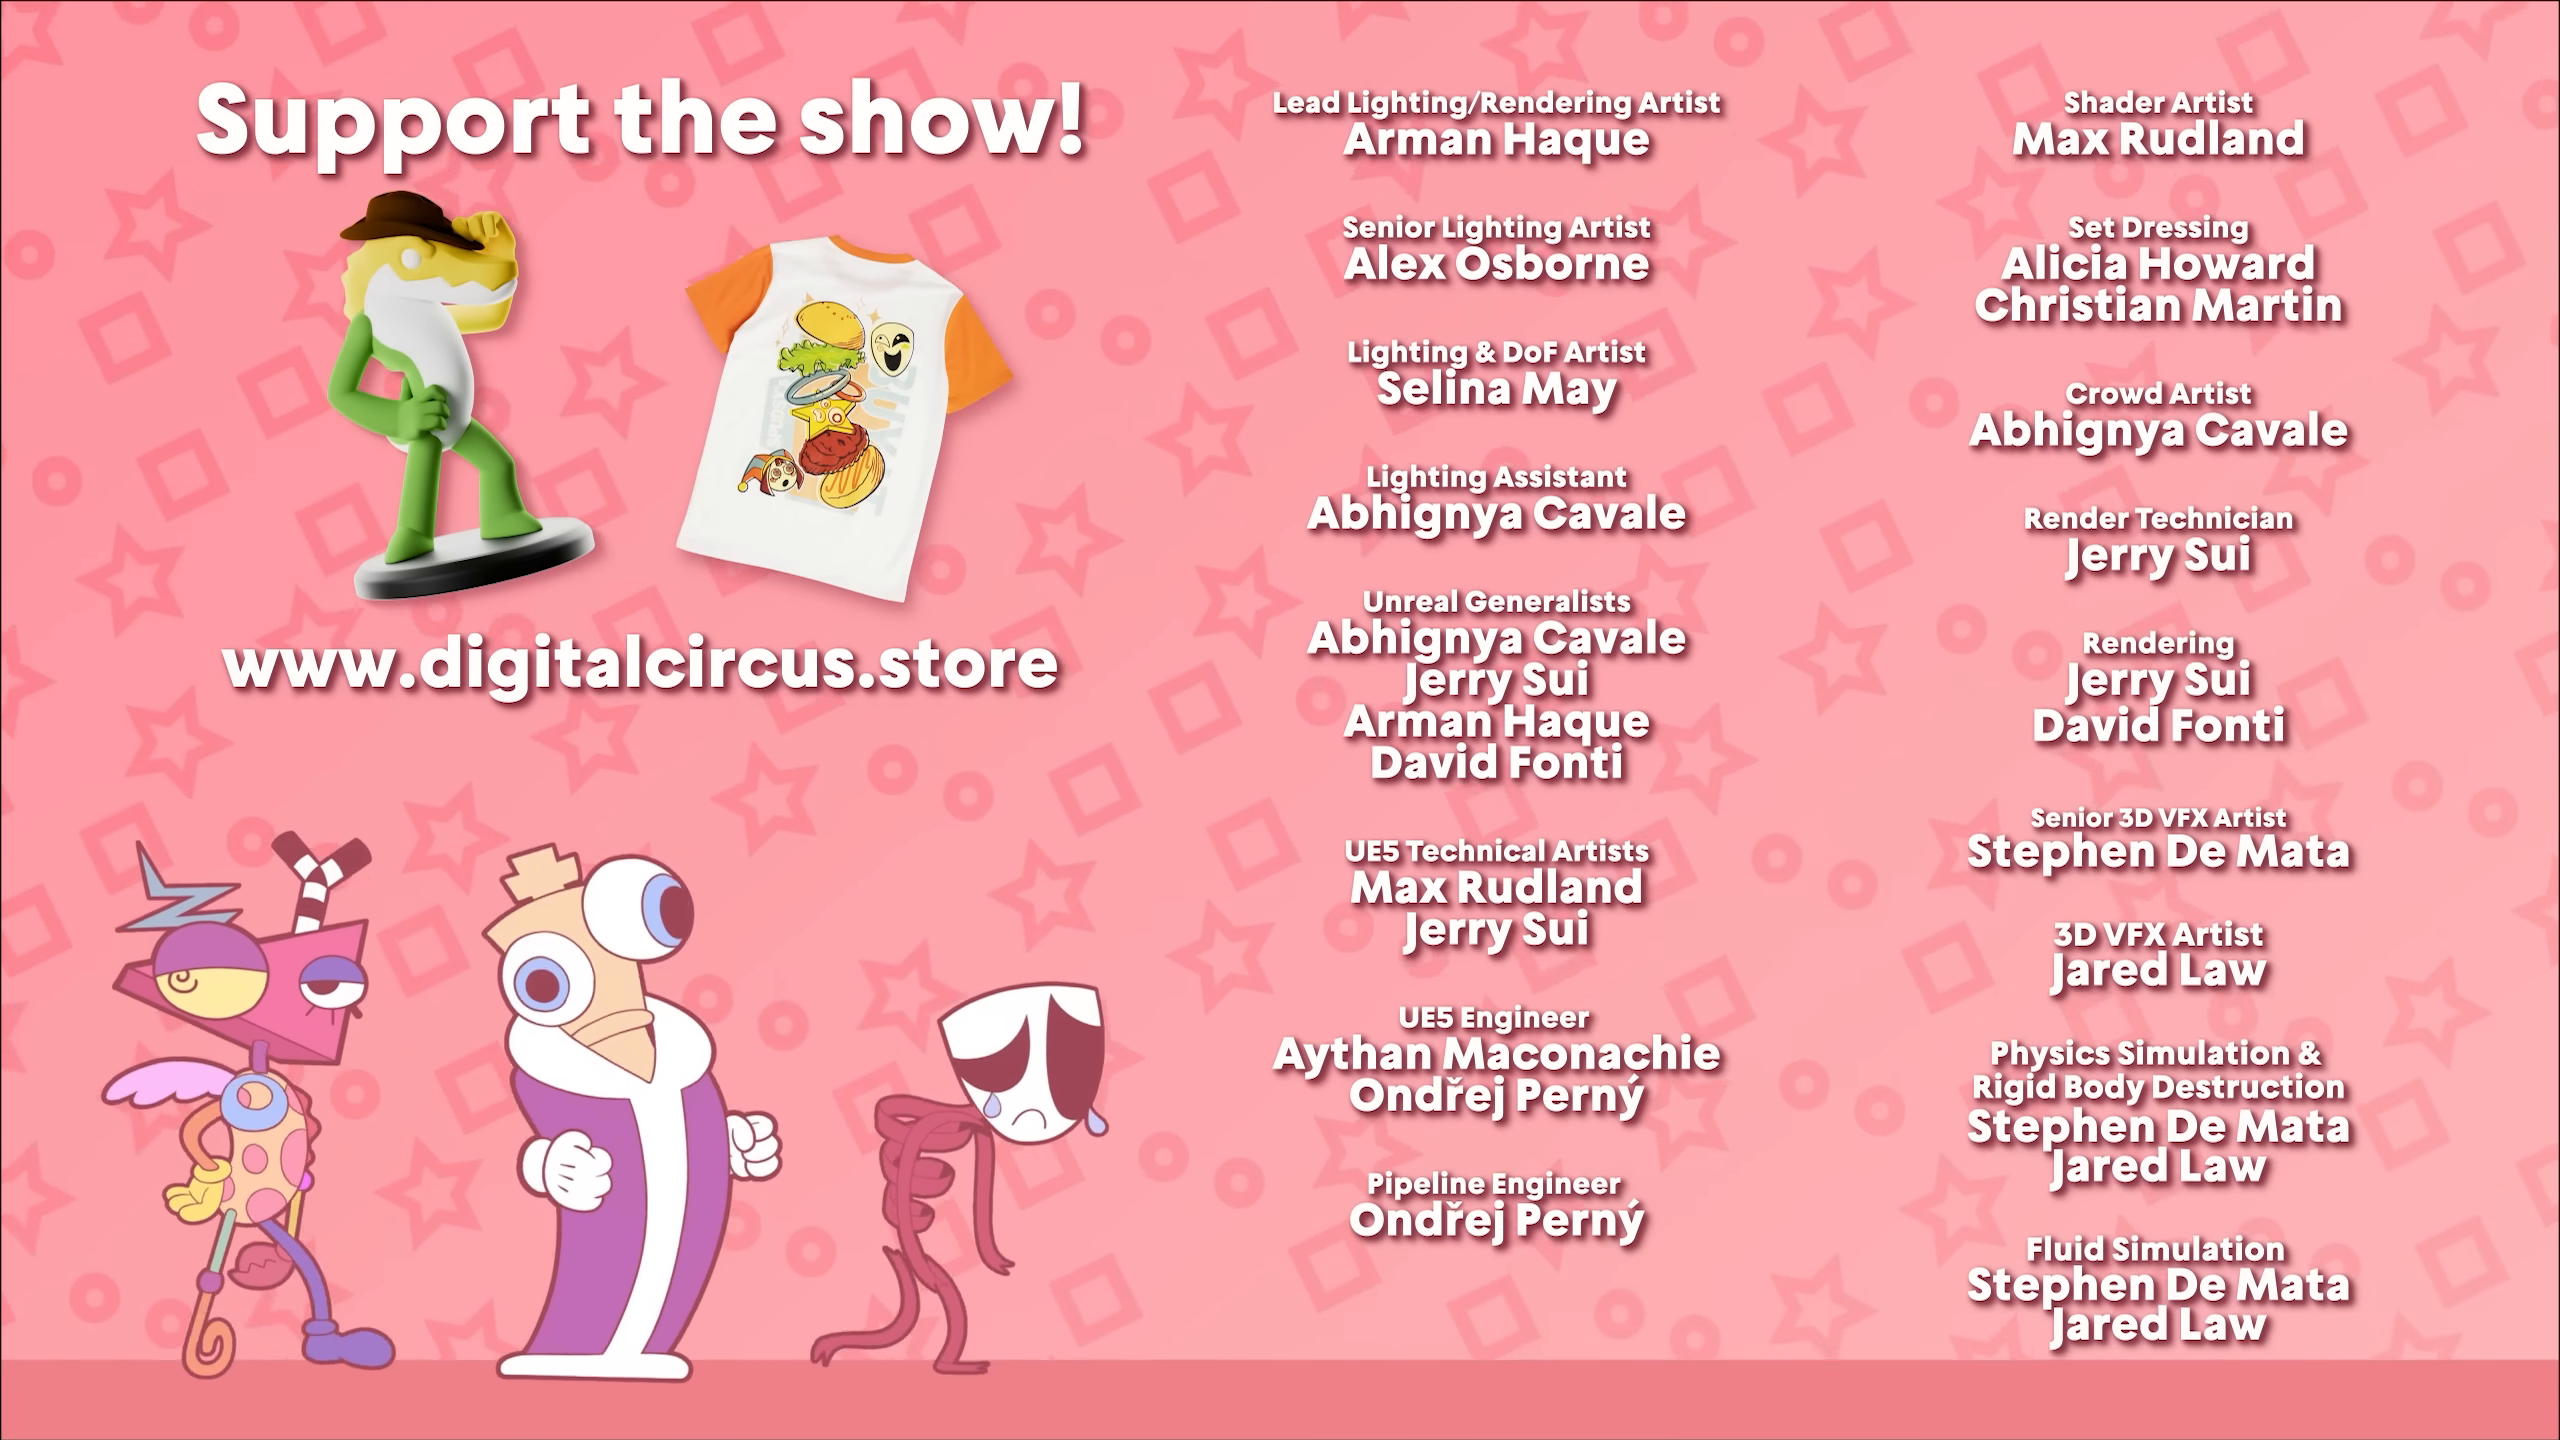 Support the show!
www.digitalcircus.store
Lead Lighting/Rendering Artist
Arman Haque
Senior Lighting Artist
Alex Osborne
Lighting & DoF Artist
Selina May
Lighting Assistant
Abhignya Cavale
Unreal Generalists
Abhignya Cavale
Jerry Sui
Arman Haque
David Fonti
UE5 Technical Artists
Max Rudland
Jerry Sui
UE5 Engineer
Aythan Maconachie
Ondřej Perný
Pipeline Engineer
Ondřej Perný
Shader Artist
Max Rudland
Set Dressing
Alicia Howard
Christian Martin
Crowd Artist
Abhignya Cavale
Render Technician
Jerry Sui
Rendering
Jerry Sui
David Fonti
Senior 3D VFX Artist
Stephen De Mata
3D VFX Artist
Jared Law
Physics Simulation &
Rigid Body Destruction
Stephen De Mata
Jared Law
Fluid Simulation
Stephen De Mata
Jared Law